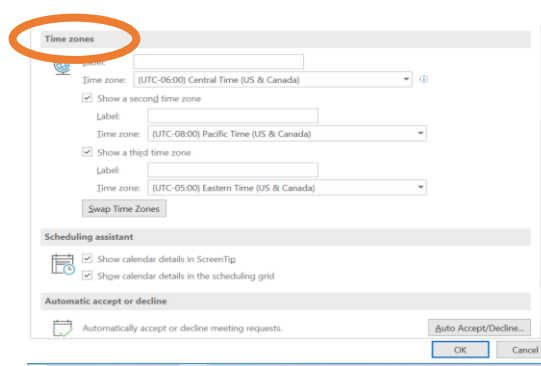 Time zones
Label:
Time zone: (UTC-06:00) Central Time (US & Canada)
Show a second time zone
Label:
Time zone: (UTC-08:00) Pacific Time (US & Canada)
Show a third time zone
Label:
Time zone: (UTC-05:00) Eastern Time (US & Canada)
Swap Time Zones
Scheduling assistant
Show calendar details in ScreenTip
Show calendar details in the scheduling grid
Automatic accept or decline
Automatically accept or decline meeting requests. Auto Accept/Decline...
OK Cancel